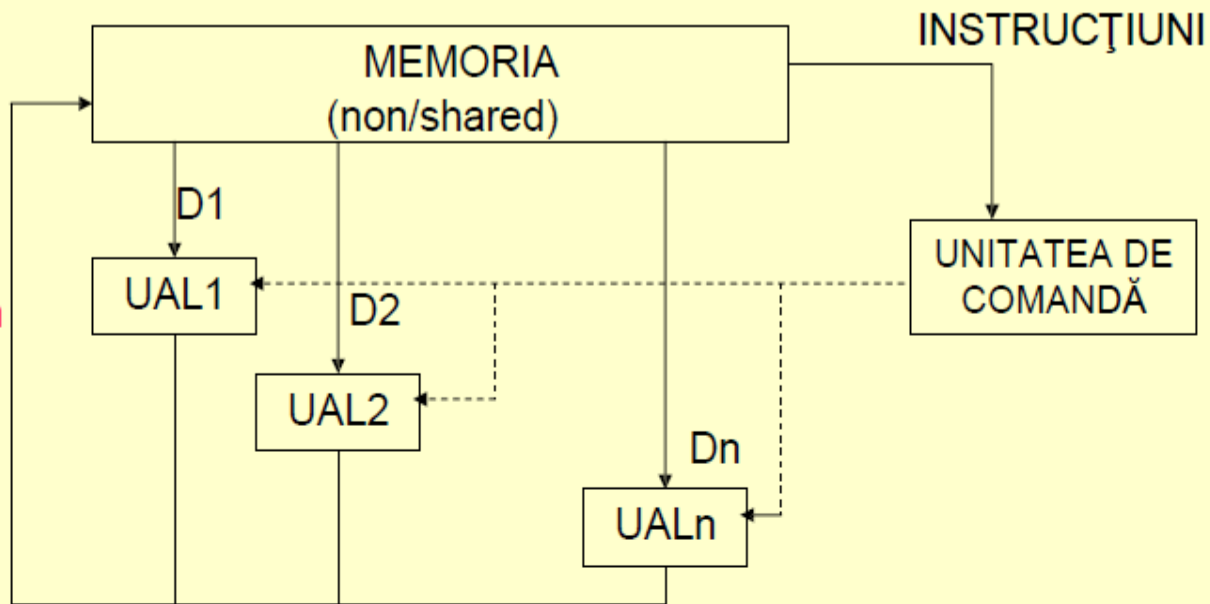 INSTRUCŢIUNI
MEMORIA
(non/shared)
D1
UNITATEA DE
COMANDĂ
UAL1
D2
UAL2
Dn
UALn